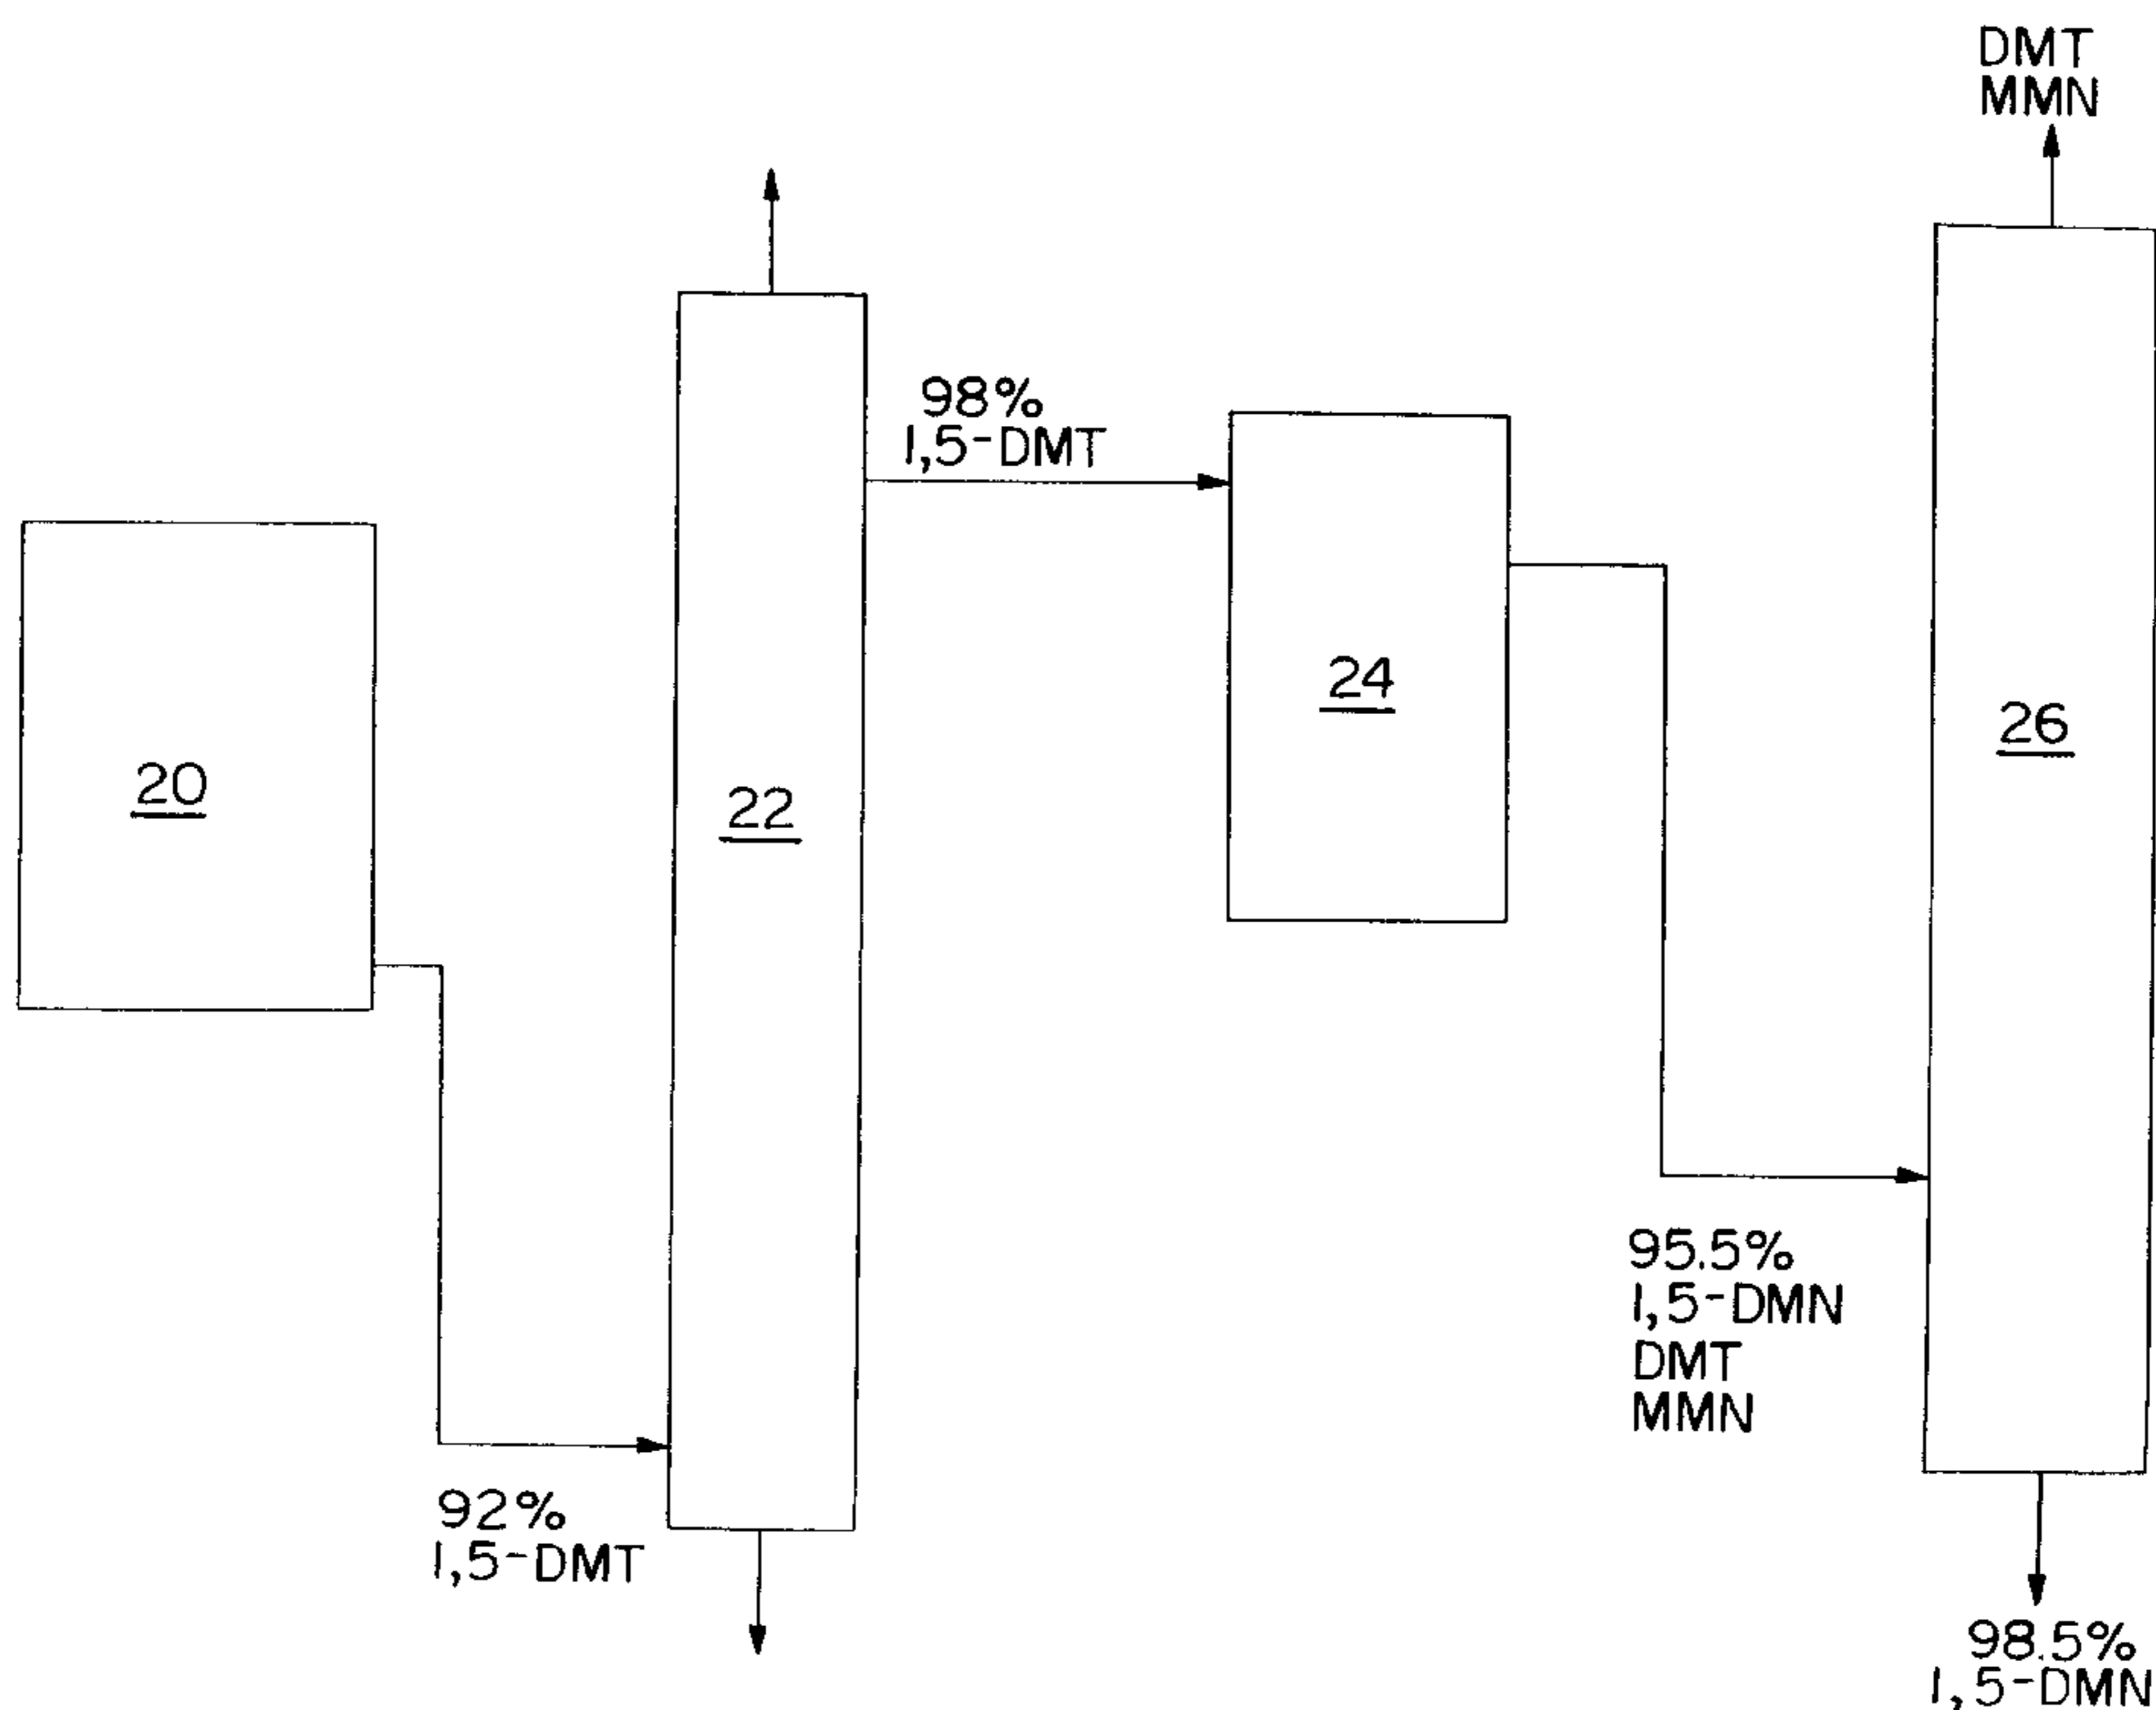 DMT
MMN
98%
1,5-DMT
24
26
20
22
95.5%
1,5-DMN
DMT
MMN
92%
1,5-DMT
98.5%
1,5-DMN